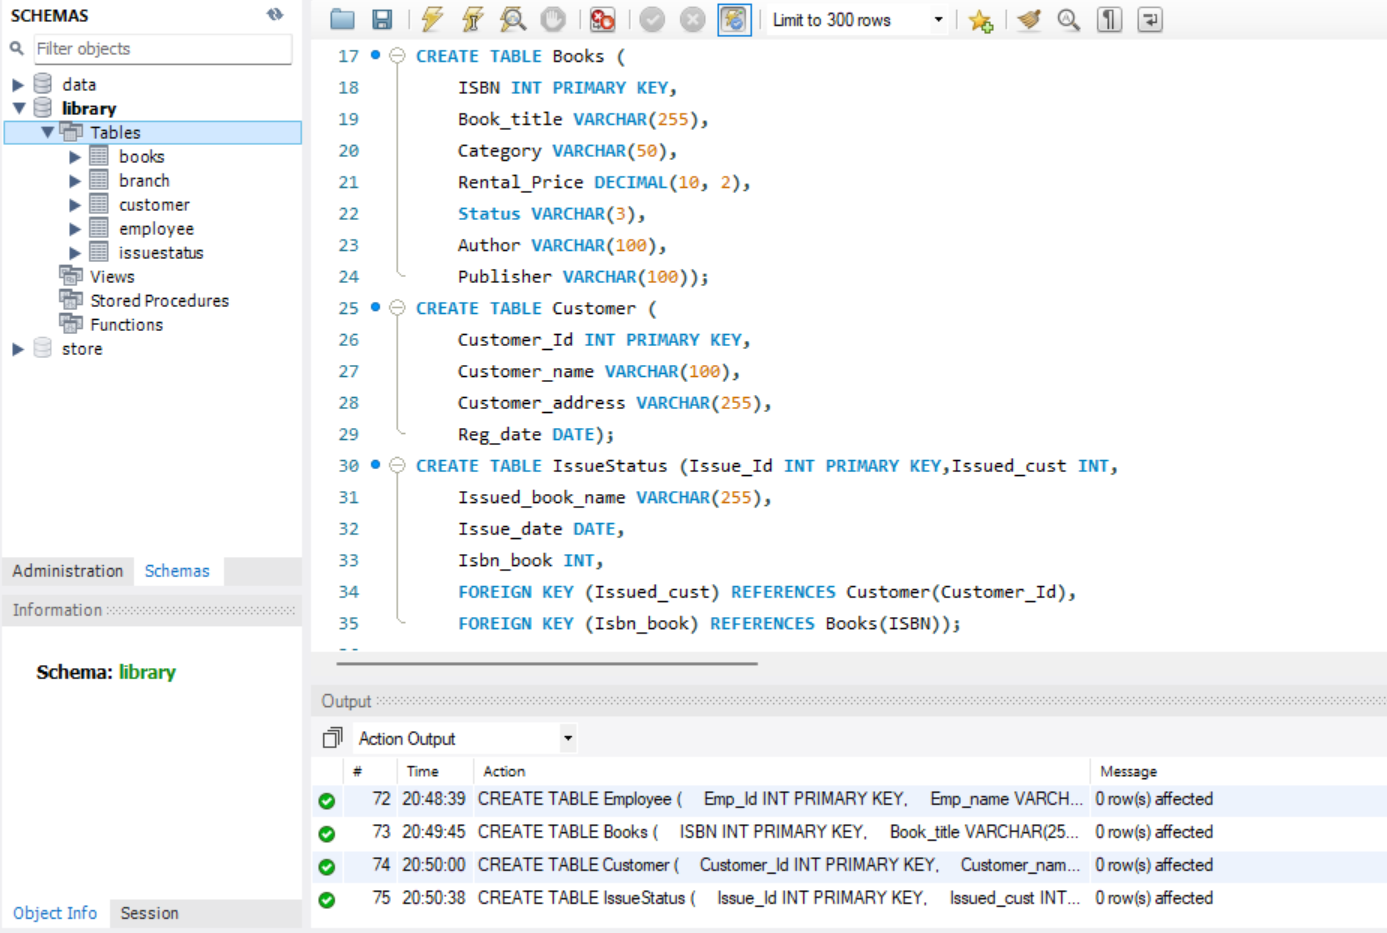 SCHEMAS
Filter objects
data
library
Tables
books
branch
customer
employee
issuestatus
Views
Stored Procedures
Functions
store
Administration Schemas
Information
Schema: library
Object Info Session
Limit to 300 rows
17 CREATE TABLE Books (
18 ISBN INT PRIMARY KEY,
19 Book_title VARCHAR(255),
20 Category VARCHAR(50),
21 Rental_Price DECIMAL(10, 2),
22 Status VARCHAR(3),
23 Author VARCHAR(100),
24 Publisher VARCHAR(100));
25 CREATE TABLE Customer (
26 Customer_Id INT PRIMARY KEY,
27 Customer_name VARCHAR(100),
28 Customer_address VARCHAR(255),
29 Reg_date DATE);
30 CREATE TABLE IssueStatus (Issue_Id INT PRIMARY KEY,Issued_cust INT,
31 Issued_book_name VARCHAR(255),
32 Issue_date DATE,
33 Isbn_book INT,
34 FOREIGN KEY (Issued_cust) REFERENCES Customer(Customer_Id),
35 FOREIGN KEY (Isbn_book) REFERENCES Books(ISBN));
Output
Action Output
# Time Action Message
72 20:48:39 CREATE TABLE Employee ( Emp_Id INT PRIMARY KEY, Emp_name VARCH... 0 row(s) affected
73 20:49:45 CREATE TABLE Books ( ISBN INT PRIMARY KEY, Book_title VARCHAR(25... 0 row(s) affected
74 20:50:00 CREATE TABLE Customer ( Customer_Id INT PRIMARY KEY, Customer_nam... 0 row(s) affected
75 20:50:38 CREATE TABLE IssueStatus ( Issue_Id INT PRIMARY KEY, Issued_cust INT... 0 row(s) affected